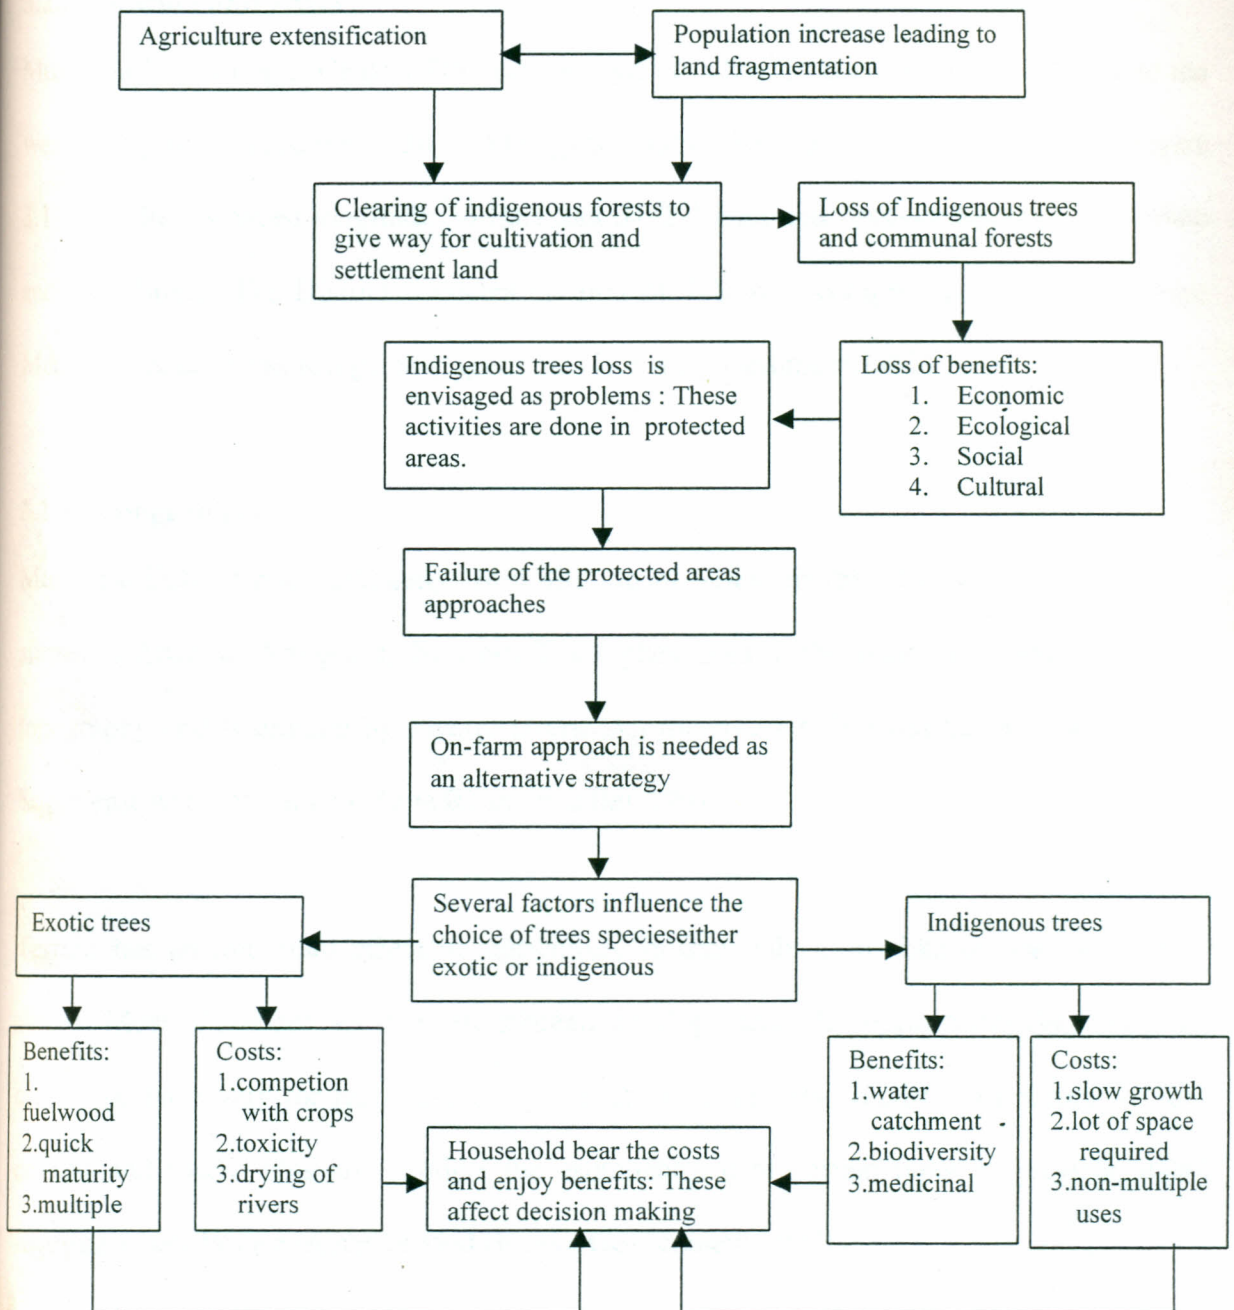 Agriculture extensification
Population increase leading to
land fragmentation
Clearing of indigenous forests to
give way for cultivation and
settlement land
Loss of Indigenous trees
and communal forests
Indigenous trees loss is
envisaged as problems : These
activities are done in protected
areas.
Loss of benefits:
1. Economic
2. Ecological
3. Social
4. Cultural
Failure of the protected areas
approaches
On-farm approach is needed as
an alternative strategy
Exotic trees
Several factors influence the
choice of trees specieseither
exotic or indigenous
Indigenous trees
Benefits:
1.
fuelwood
2.quick
maturity
3.multiple
Costs:
1.competion
with crops
2.toxicity
3.drying of
rivers
Household bear the costs
and enjoy benefits: These
affect decision making
Benefits:
1.water
catchment
2.biodiversity
3.medicinal
Costs:
1.slow growth
2.lot of space
required
3.non-multiple
uses